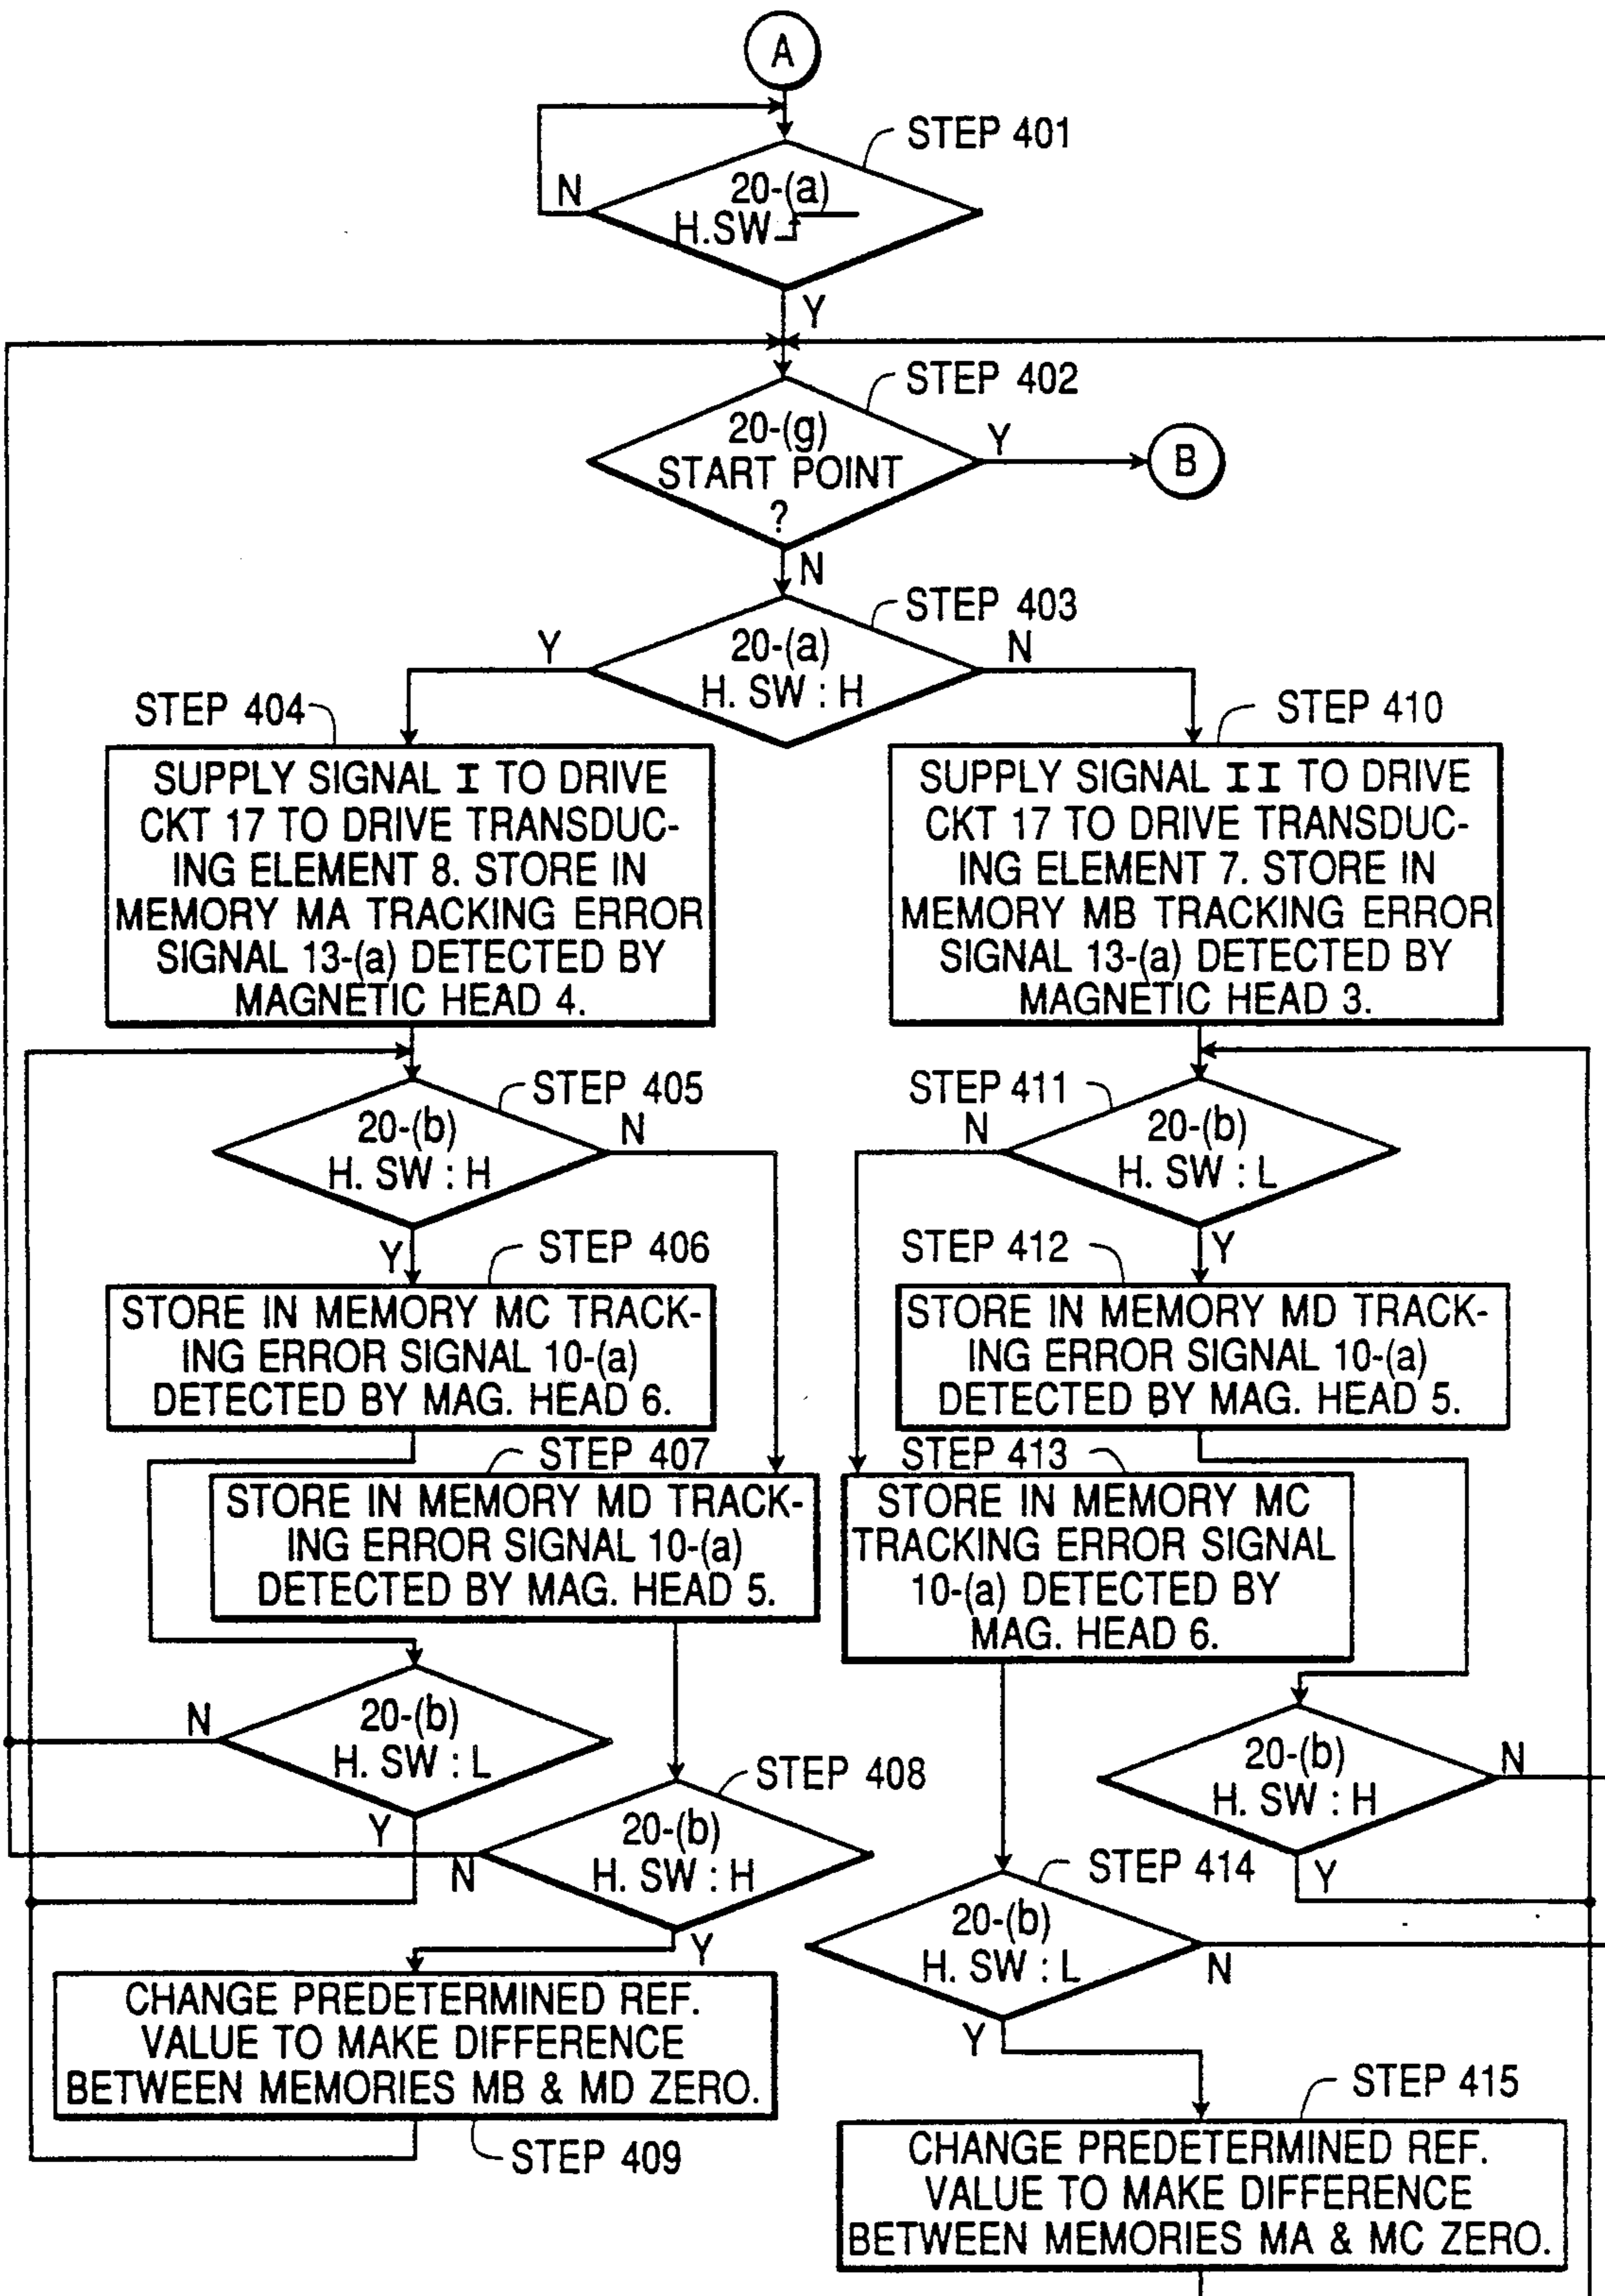 A
STEP 401
N
20-(a)
H.SW
Y
STEP 402
20-(g)
START POINT
?
Y
B
N
STEP 403
Y
20-(a)
H. SW : H
N
STEP 404
SUPPLY SIGNAL I TO DRIVE
CKT 17 TO DRIVE TRANSDUC-
ING ELEMENT 8. STORE IN
MEMORY MA TRACKING ERROR
SIGNAL 13-(a) DETECTED BY
MAGNETIC HEAD 4.
STEP 410
SUPPLY SIGNAL II TO DRIVE
CKT 17 TO DRIVE TRANSDUC-
ING ELEMENT 7. STORE IN
MEMORY MB TRACKING ERROR
SIGNAL 13-(a) DETECTED BY
MAGNETIC HEAD 3.
STEP 405
20-(b)
H. SW : H
N
Y
STEP 411
N
20-(b)
H. SW : L
Y
STEP 406
STORE IN MEMORY MC TRACK-
ING ERROR SIGNAL 10-(a)
DETECTED BY MAG. HEAD 6.
STEP 412
STORE IN MEMORY MD TRACK-
ING ERROR SIGNAL 10-(a)
DETECTED BY MAG. HEAD 5.
STEP 407
STORE IN MEMORY MD TRACK-
ING ERROR SIGNAL 10-(a)
DETECTED BY MAG. HEAD 5.
STEP 413
STORE IN MEMORY MC
TRACKING ERROR SIGNAL
10-(a) DETECTED BY
MAG. HEAD 6.
N
20-(b)
H. SW : L
Y
20-(b)
H. SW : H
N
Y
STEP 408
20-(b)
H. SW : H
N
Y
STEP 414
20-(b)
H. SW : L
N
Y
CHANGE PREDETERMINED REF.
VALUE TO MAKE DIFFERENCE
BETWEEN MEMORIES MB & MD ZERO.
STEP 409
STEP 415
CHANGE PREDETERMINED REF.
VALUE TO MAKE DIFFERENCE
BETWEEN MEMORIES MA & MC ZERO.